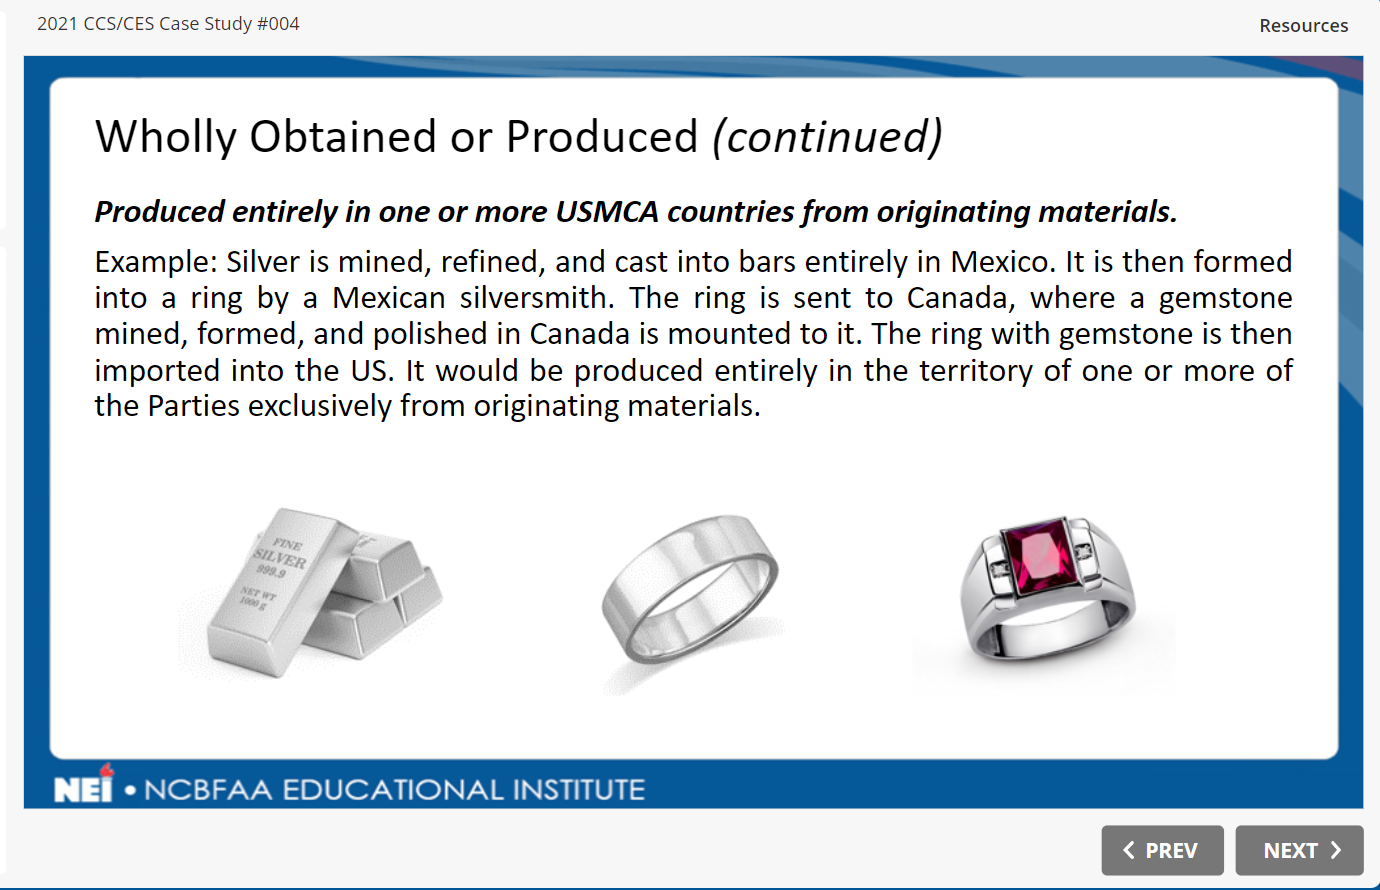 2021 CCS/CES Case Study #004
Resources
Wholly Obtained or Produced (continued)
Produced entirely in one or more USMCA countries from originating materials.
Example: Silver is mined, refined, and cast into bars entirely in Mexico. It is then formed
into a ring by a Mexican silversmith. The ring is sent to Canada, where a gemstone
mined, formed, and polished in Canada is mounted to it. The ring with gemstone is then
imported into the US. It would be produced entirely in the territory of one or more of
the Parties exclusively from originating materials.
FINE
SILVER
999.9
NET WT
1000 g
NEI • NCBFAA EDUCATIONAL INSTITUTE
PREV
NEXT